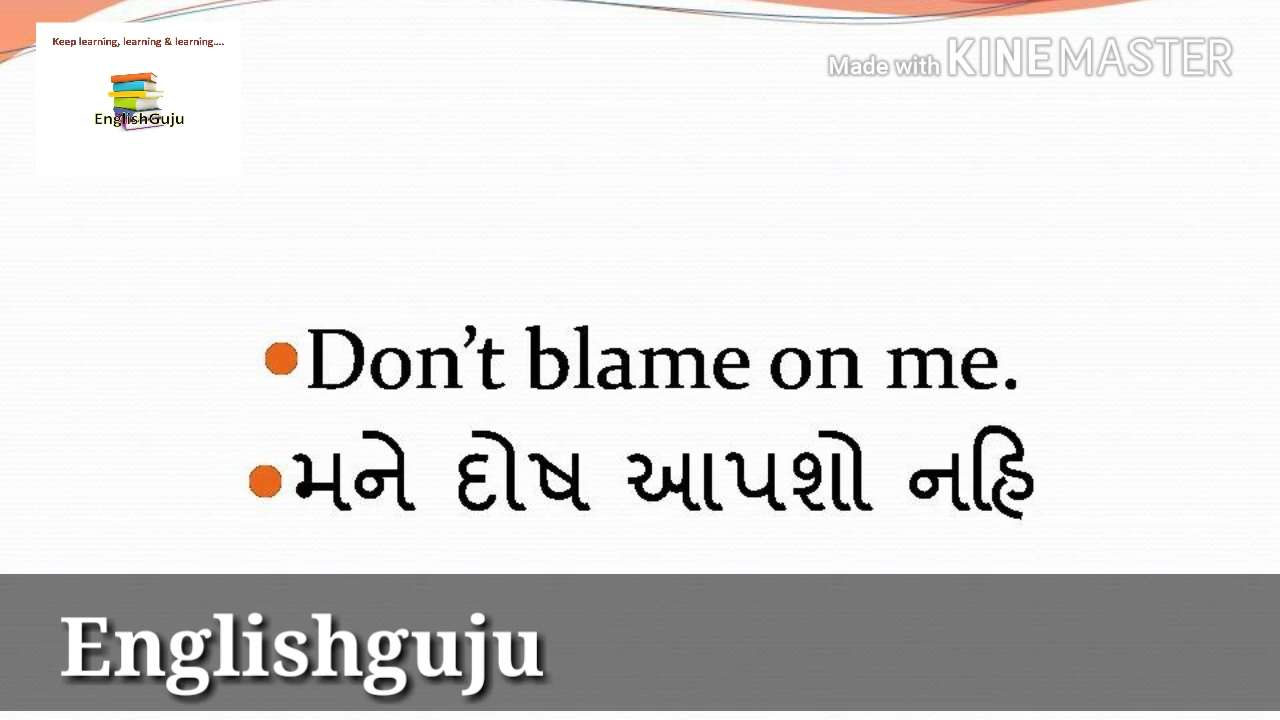 Keep learning, learning & learning....
EnglishGuju
Made with KINEMASTER
Don't blame on me.
મને દોષ આપશો નહિ
Englishguju